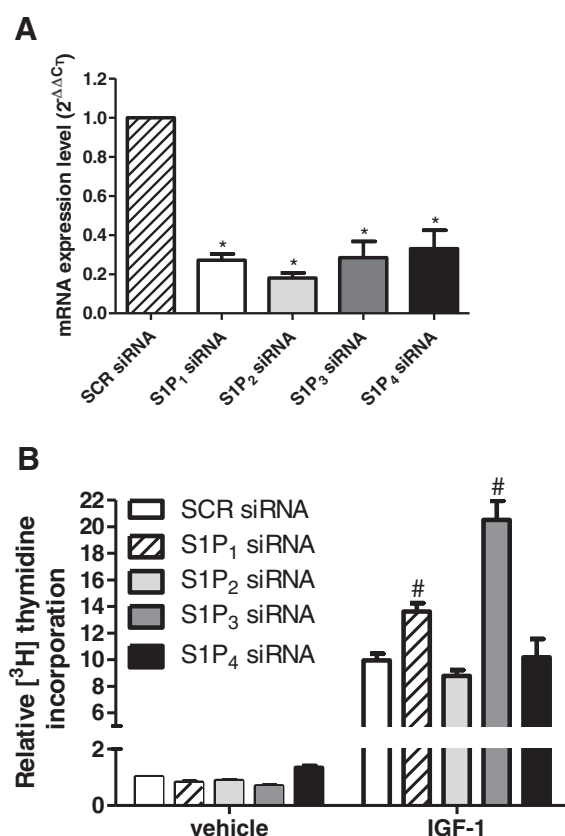 A
mRNA expression level (2-ΔΔCT)
1.2
1.0
0.8
0.6
0.4
0.2
0.0
* * * *
SCR siRNA
S1P1 siRNA
S1P2 siRNA
S1P3 siRNA
S1P4 siRNA
B
Relative [3H] thymidine
incorporation
22
20
18
16
14
12
10
8
6
2
0
SCR siRNA
S1P1 siRNA
S1P2 siRNA
S1P3 siRNA
S1P4 siRNA
# #
vehicle IGF-1